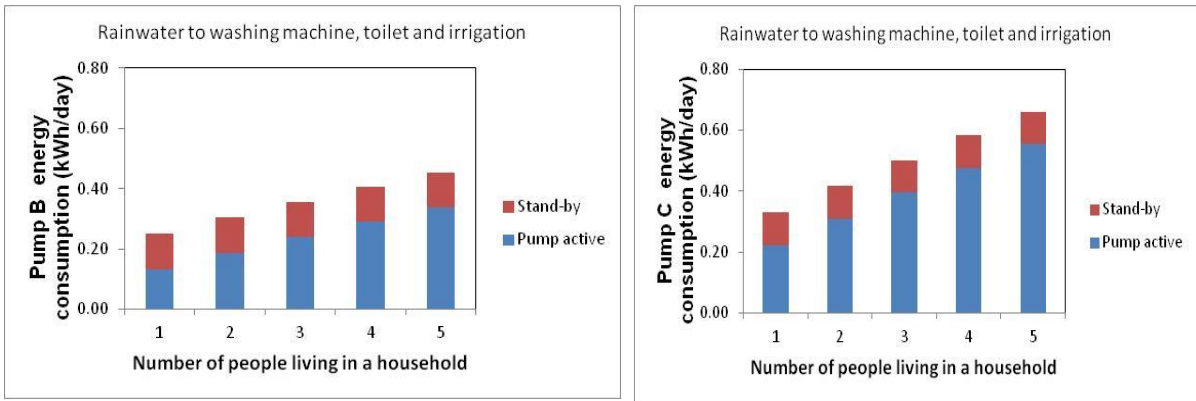 Rainwater to washing machine, toilet and irrigation
Pump B energy
consumption (kWh/day)
0.80
0.60
0.40
0.20
0.00
1 2 3 4 5
Number of people living in a household
Stand-by
Pump active
Rainwater to washing machine, toilet and irrigation
Pump C energy
consumption (kWh/day)
0.80
0.60
0.40
0.20
0.00
1 2 3 4 5
Number of people living in a household
Stand-by
Pump active